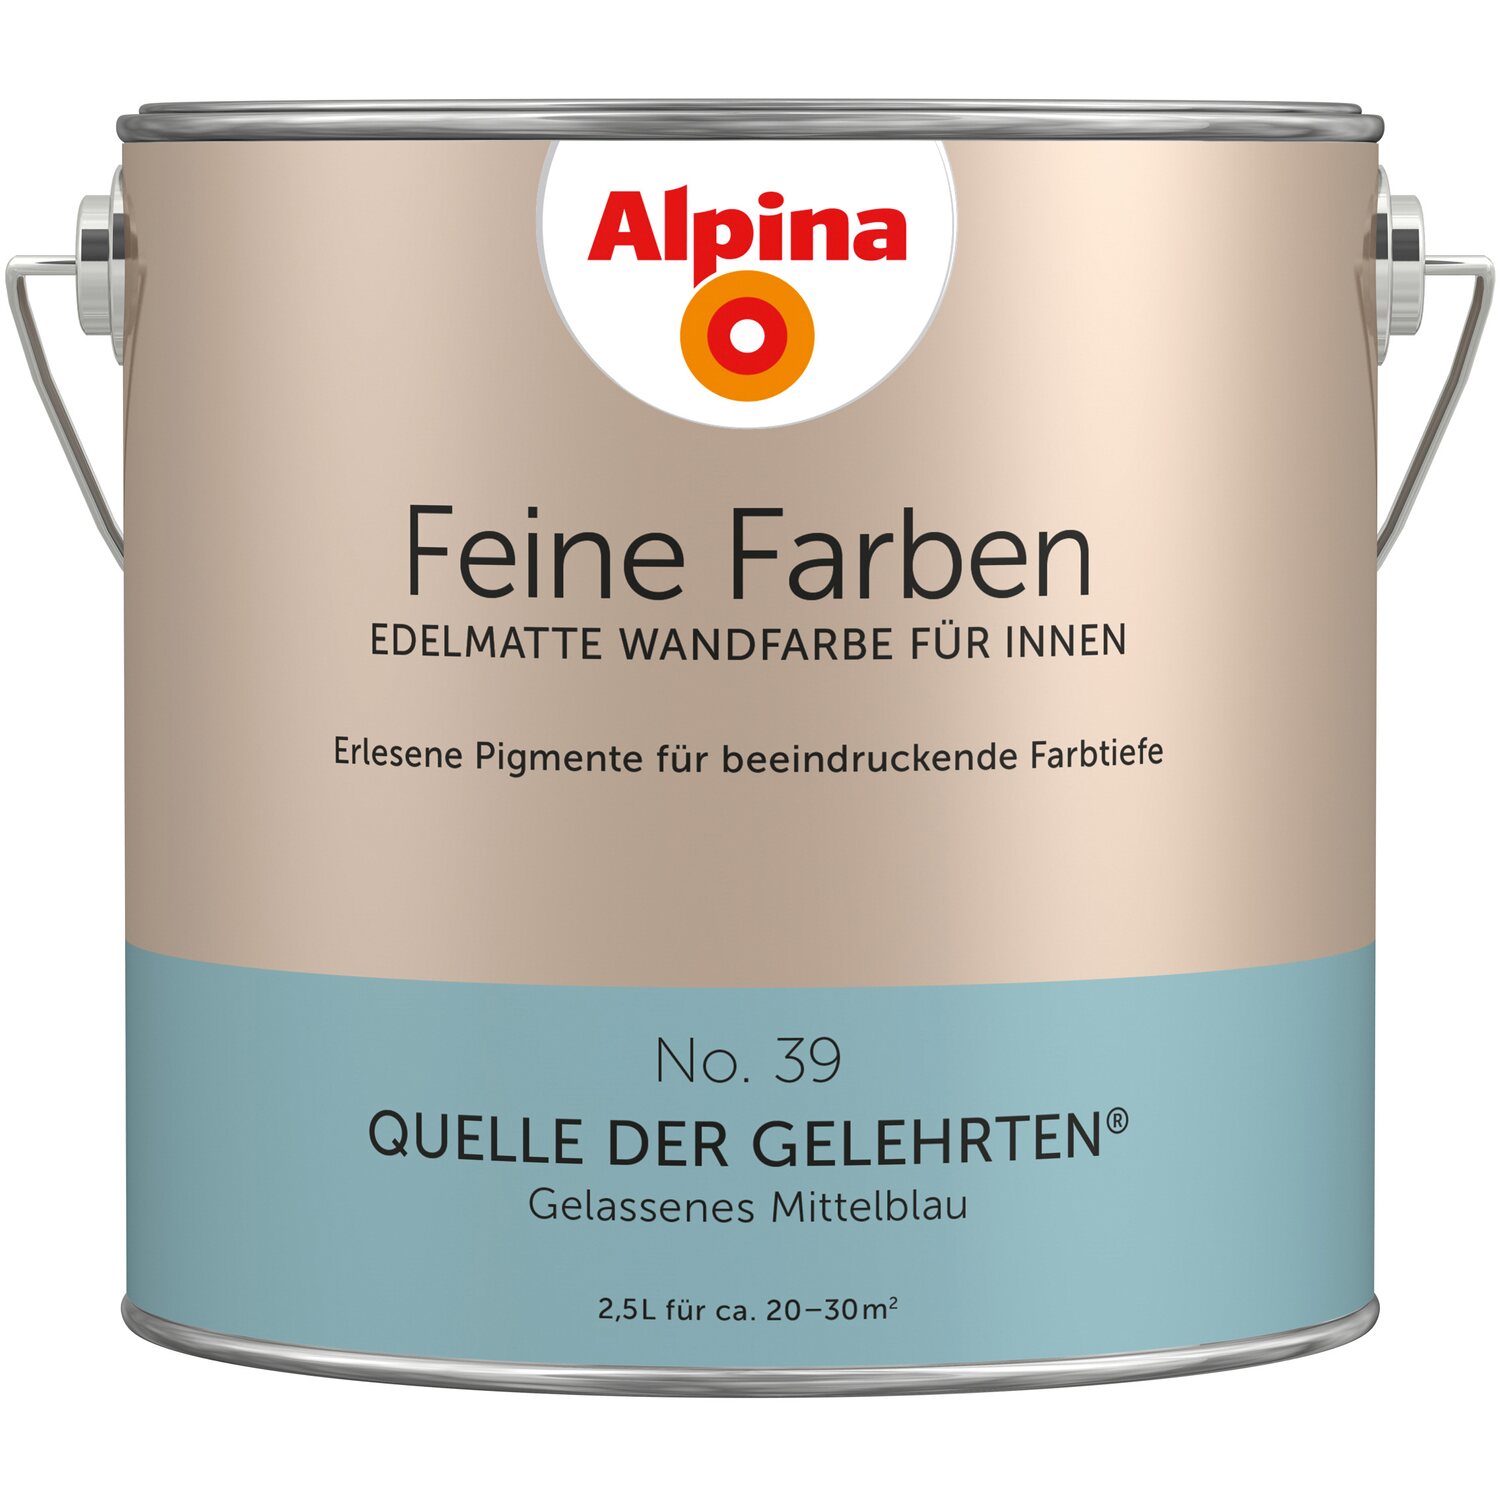 Alpina
Feine Farben
EDELMATTE WANDFARBE FÜR INNEN
Erlesene Pigmente für beeindruckende Farbtiefe
No. 39
QUELLE DER GELEHRTEN®
Gelassenes Mittelblau
2,5L für ca. 20–30m²